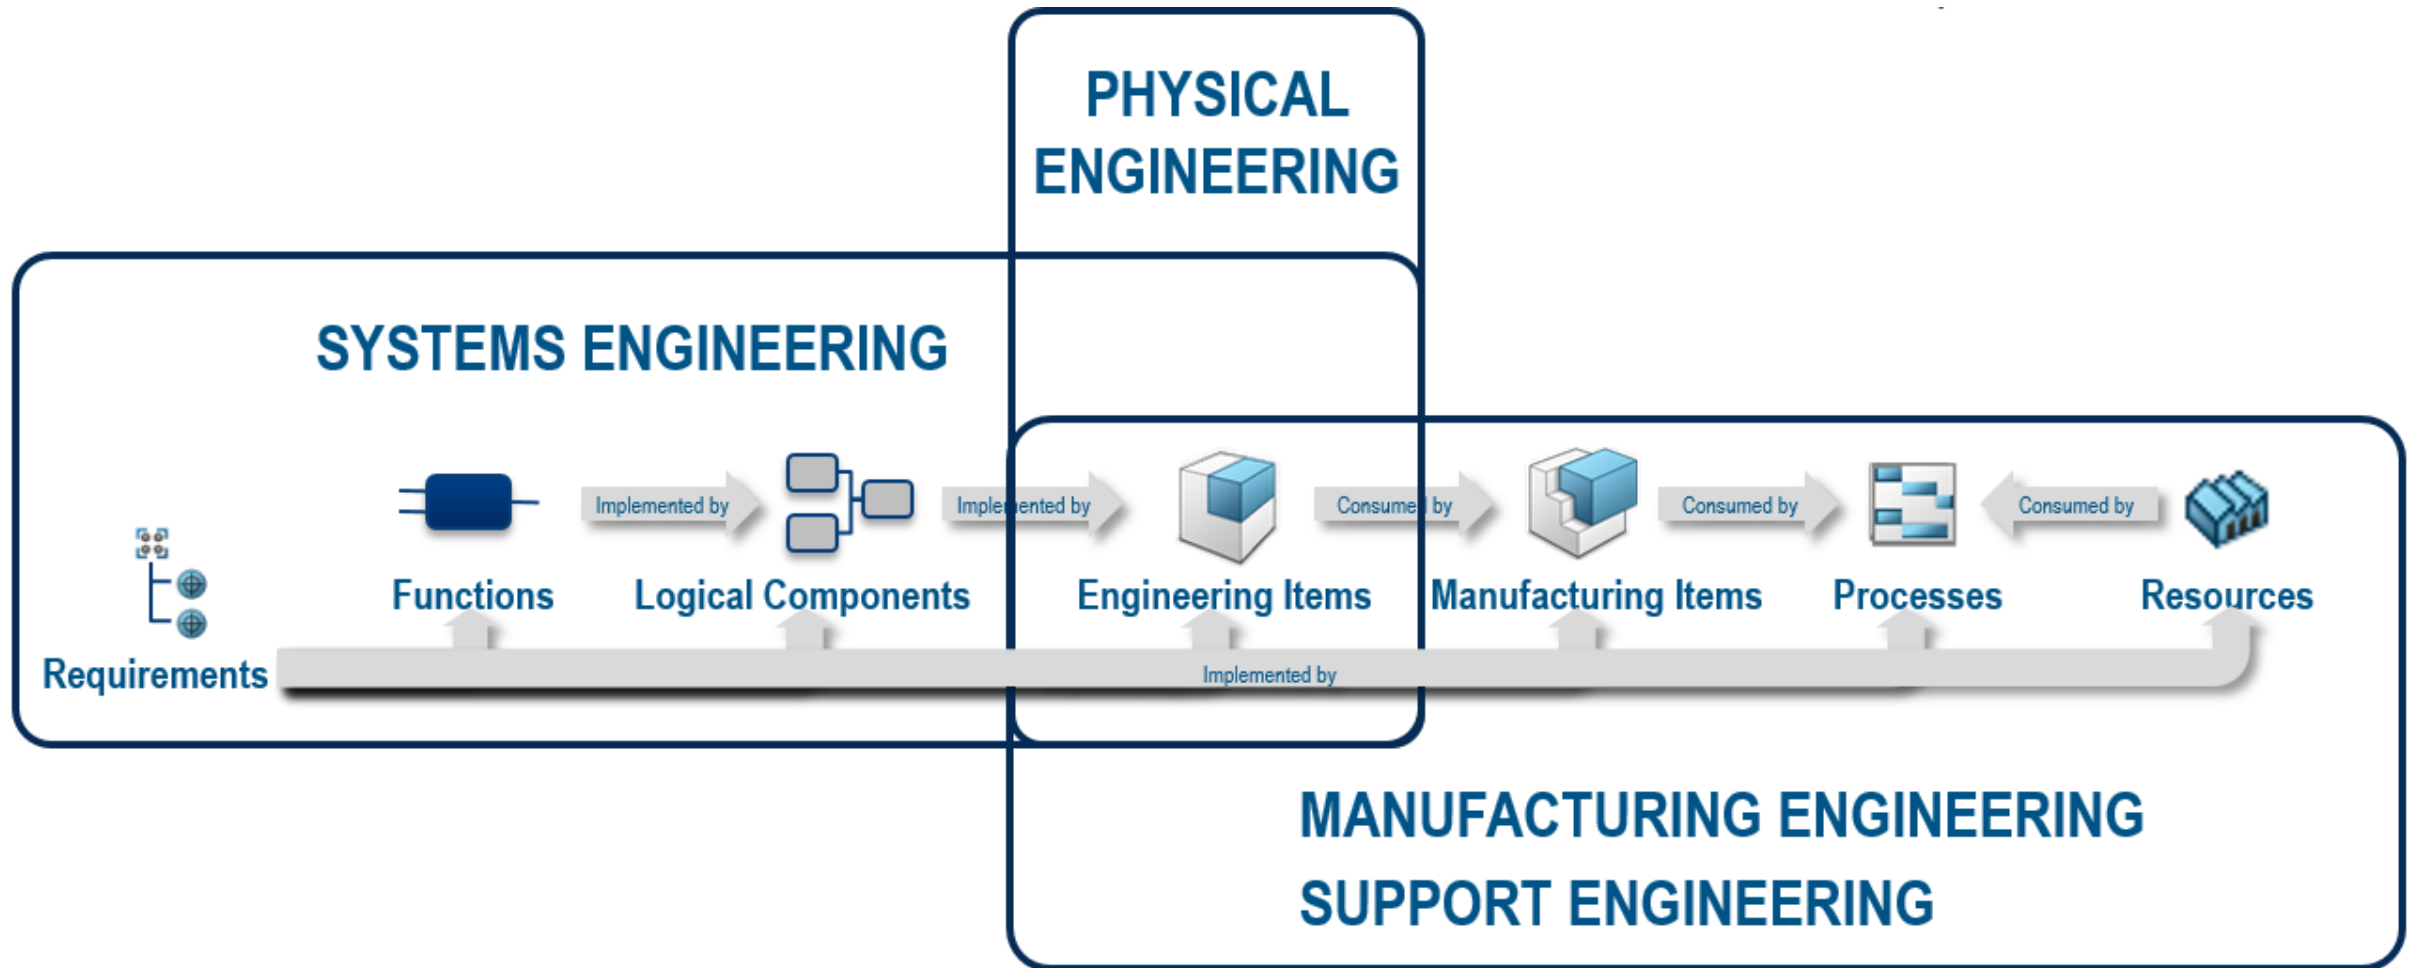 PHYSICAL
ENGINEERING
SYSTEMS ENGINEERING
Implemented by
Implemented by
Consumed by
Consumed by
Consumed by
Functions
Logical Components
Engineering Items
Manufacturing Items
Processes
Resources
Requirements
Implemented by
MANUFACTURING ENGINEERING
SUPPORT ENGINEERING